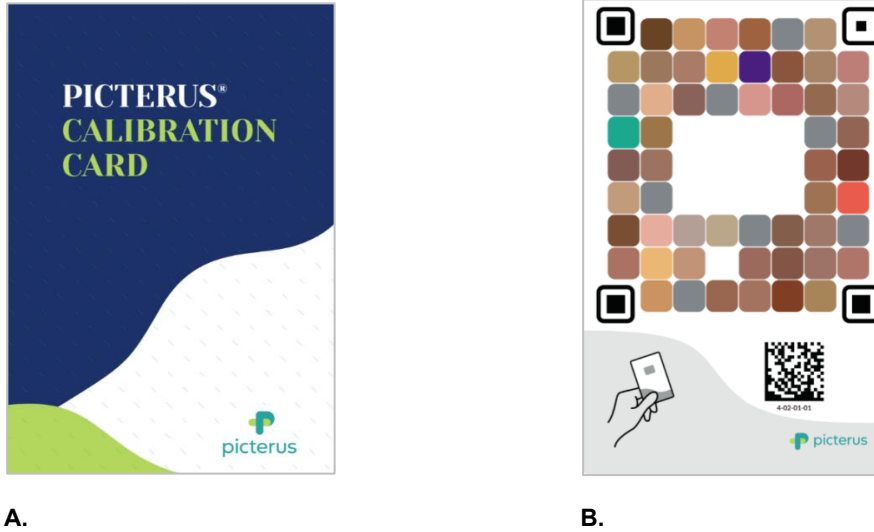 PICTERUS®
CALIBRATION
CARD
picterus
4-02-01-01
picterus
A.
B.